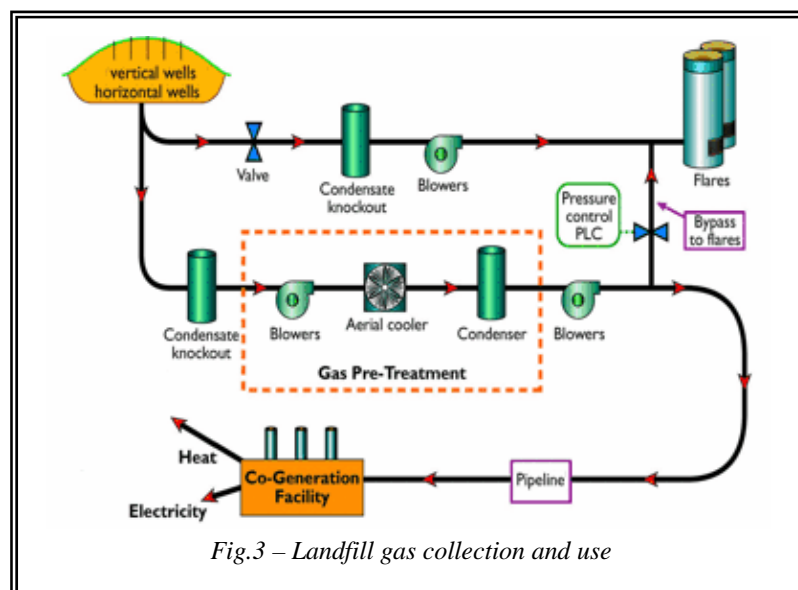 vertical wells
horizontal wells
Valve
Condensate
knockout
Blowers
Flares
Pressure
control
PLC
Bypass
to flares
Condensate
knockout
Blowers
Aerial cooler
Condenser
Blowers
Gas Pre-Treatment
Heat
Electricity
Co-Generation
Facility
Pipeline
Fig.3 – Landfill gas collection and use